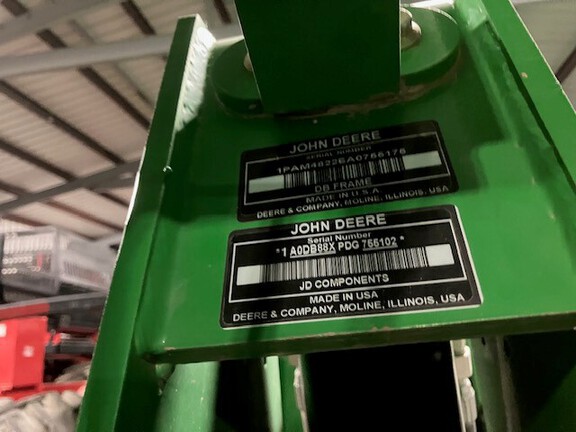 JOHN DEERE
SERIAL NUMBER
1PAM4822EA0756176
DB FRAME
MADE IN U S A
DEERE & COMPANY, MOLINE, ILLINOIS, USA
JOHN DEERE
Serial Number
*1 A0DB88X PDG 756102 *
JD COMPONENTS
MADE IN USA
DEERE & COMPANY, MOLINE, ILLINOIS, USA